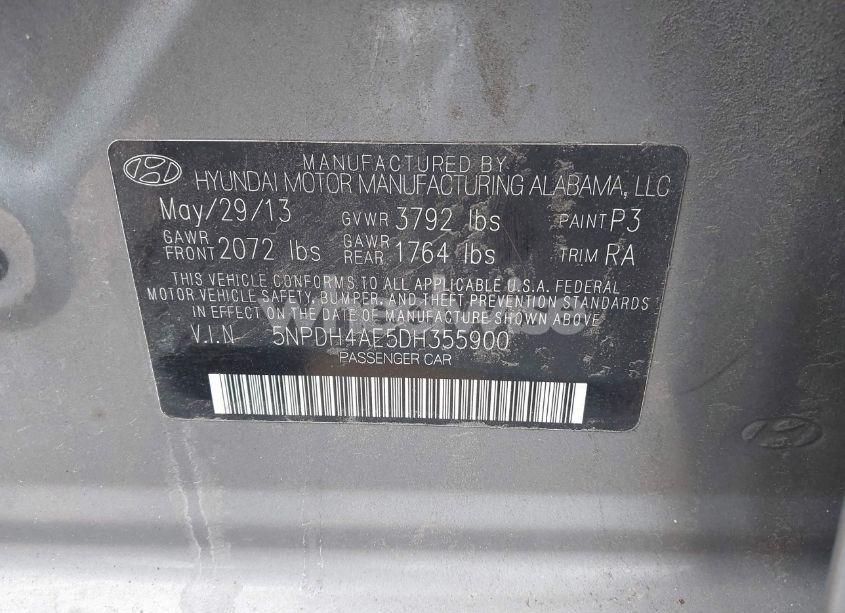 MANUFACTURED BY
HYUNDAI MOTOR MANUFACTURING ALABAMA, LLC
May/29/13 GVWR 3792 lbs PAINT P3
GAWR FRONT 2072 lbs GAWR REAR 1764 lbs TRIM RA
THIS VEHICLE CONFORMS TO ALL APPLICABLE U.S.A. FEDERAL
MOTOR VEHICLE SAFETY, BUMPER, AND THEFT PREVENTION STANDARDS
IN EFFECT ON THE DATE OF MANUFACTURE SHOWN ABOVE
V.I.N 5NPDH4AE5DH355900
PASSENGER CAR